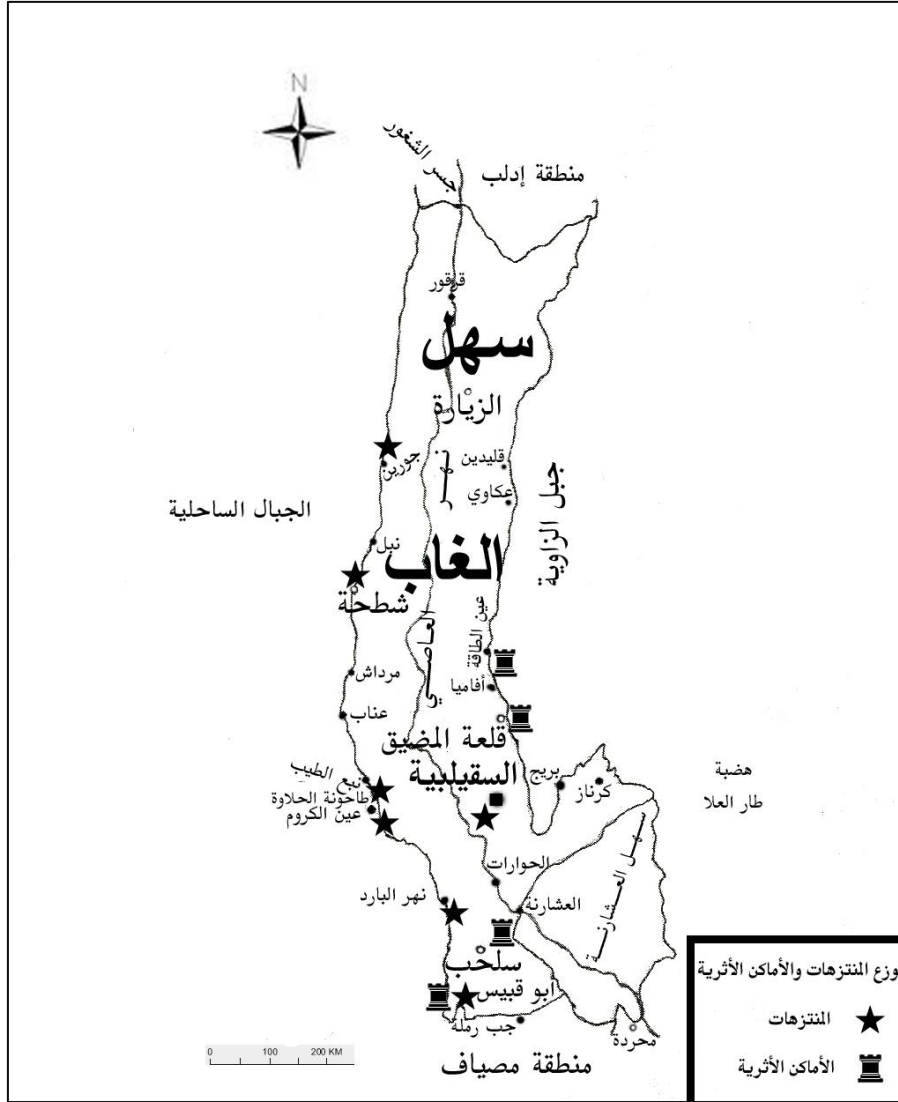 N
جسر الشغور
منطقة إدلب
قرقور
سهل
الزيارة
جورين
نهر
قليدين
عكاوي
جبل الزاوية
الجبال الساحلية
نبل
الغاب
شطحة
العاصي
عين الطاقة
مرداش
أفاميا
عناب
قلعة المضيق
السقيلبية
نبع الطيب
طاحونة الحلاوة
عين الكروم
بريج
كرناز
هضبة
طار العلا
سهل العشارنة
الحوارات
العشارنة
نهر البارد
سلحب
ابو قبيس
جب رملة
محردة
منطقة مصياف
0 100 200 KM
وزع المنتزهات والأماكن الأثرية
المنتزهات
الأماكن الأثرية